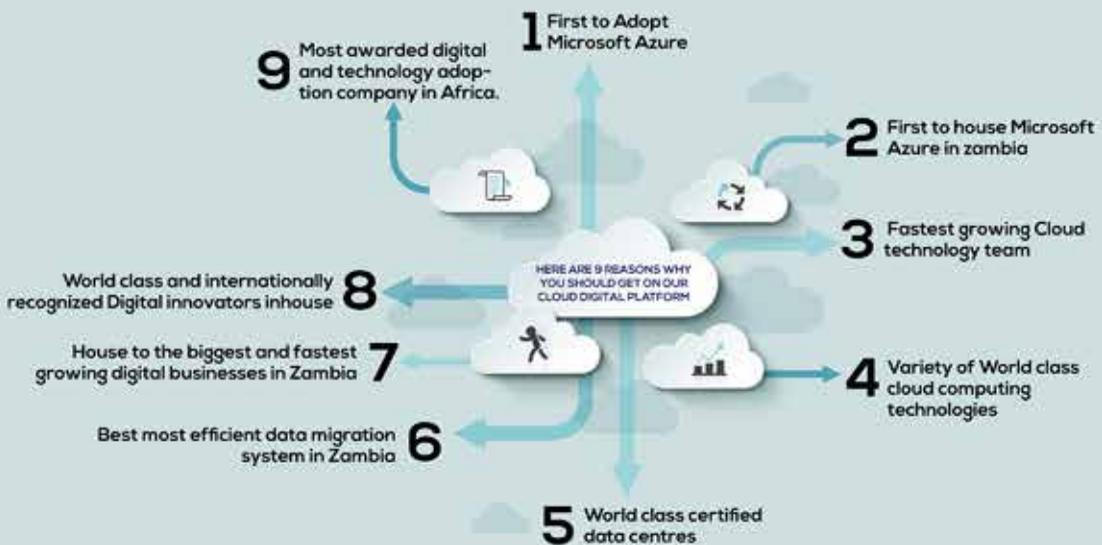 HERE ARE 9 REASONS WHY
YOU SHOULD GET ON OUR
CLOUD DIGITAL PLATFORM
1 First to Adopt
Microsoft Azure
2 First to house Microsoft
Azure in zambia
3 Fastest growing Cloud
technology team
4 Variety of World class
cloud computing
technologies
5 World class certified
data centres
6 Best most efficient data migration
system in Zambia
7 House to the biggest and fastest
growing digital businesses in Zambia
8 World class and internationally
recognized Digital innovators inhouse
9 Most awarded digital
and technology adop-
tion company in Africa.